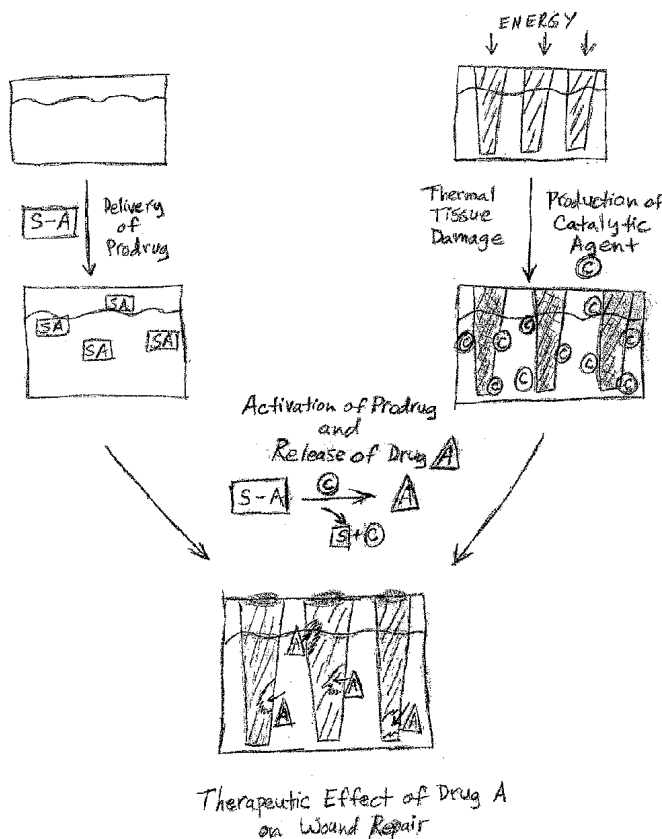 ENERGY
S-A
Delivery
of
Prodrug
Thermal
Tissue
Damage
Production of
Catalytic
Agent
C
SA
SA
SA
SA
C
C
C
C
C
C
C
C
C
C
Activation of Prodrug
and
Release of Drug A
S-A
C
A
S+C
A
A
A
A
Therapeutic Effect of Drug A
on Wound Repair